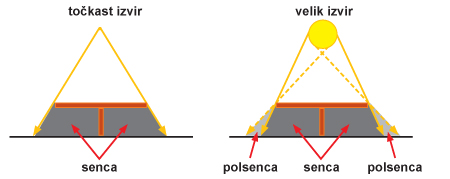 točkast izvir
velik izvir
senca
polsenca
senca
polsenca